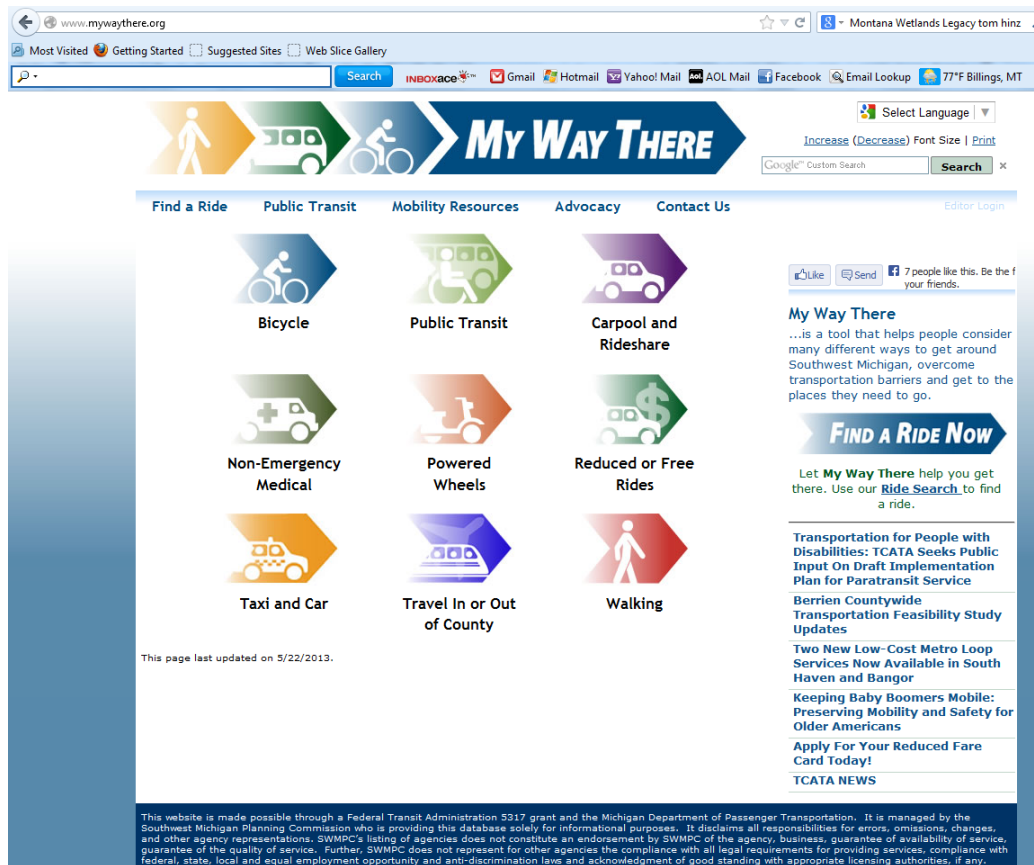 www.mywaythere.org
Montana Wetlands Legacy tom hinz
Most Visited Getting Started Suggested Sites Web Slice Gallery
Search INBOXace Gmail Hotmail Yahoo! Mail AOL Mail Facebook Email Lookup 77°F Billings, MT
MY WAY THERE
Select Language
Increase (Decrease) Font Size | Print
Google™ Custom Search Search ×
Find a Ride Public Transit Mobility Resources Advocacy Contact Us Editor Login
Bicycle
Public Transit
Carpool and
Rideshare
Non-Emergency
Medical
Powered
Wheels
Reduced or Free
Rides
Taxi and Car
Travel In or Out
of County
Walking
This page last updated on 5/22/2013.
Like Send 7 people like this. Be the f
your friends.
My Way There
...is a tool that helps people consider
many different ways to get around
Southwest Michigan, overcome
transportation barriers and get to the
places they need to go.
FIND A RIDE NOW
Let My Way There help you get
there. Use our Ride Search to find
a ride.
Transportation for People with
Disabilities: TCATA Seeks Public
Input On Draft Implementation
Plan for Paratransit Service
Berrien Countywide
Transportation Feasibility Study
Updates
Two New Low-Cost Metro Loop
Services Now Available in South
Haven and Bangor
Keeping Baby Boomers Mobile:
Preserving Mobility and Safety for
Older Americans
Apply For Your Reduced Fare
Card Today!
TCATA NEWS
This website is made possible through a Federal Transit Administration 5317 grant and the Michigan Department of Passenger Transportation. It is managed by the
Southwest Michigan Planning Commission who is providing this database solely for informational purposes. It disclaims all responsibilities for errors, omissions, changes,
and other agency representations. SWMPC's listing of agencies does not constitute an endorsement by SWMPC of the agency, business, guarantee of availability of service,
guarantee of the quality of service. Further, SWMPC does not represent for other agencies the compliance with all legal requirements for providing services, compliance with
federal, state, local and equal employment opportunity and anti-discrimination laws and acknowledgment of good standing with appropriate licensing authorities, if any.